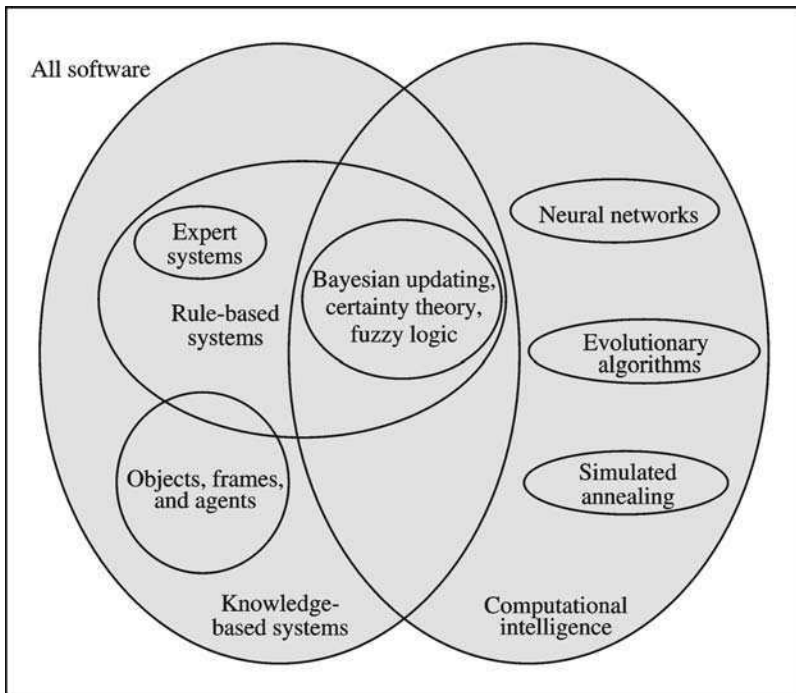 All software
Expert
systems
Rule-based
systems
Bayesian updating,
certainty theory,
fuzzy logic
Neural networks
Evolutionary
algorithms
Objects, frames,
and agents
Simulated
annealing
Knowledge-
based systems
Computational
intelligence